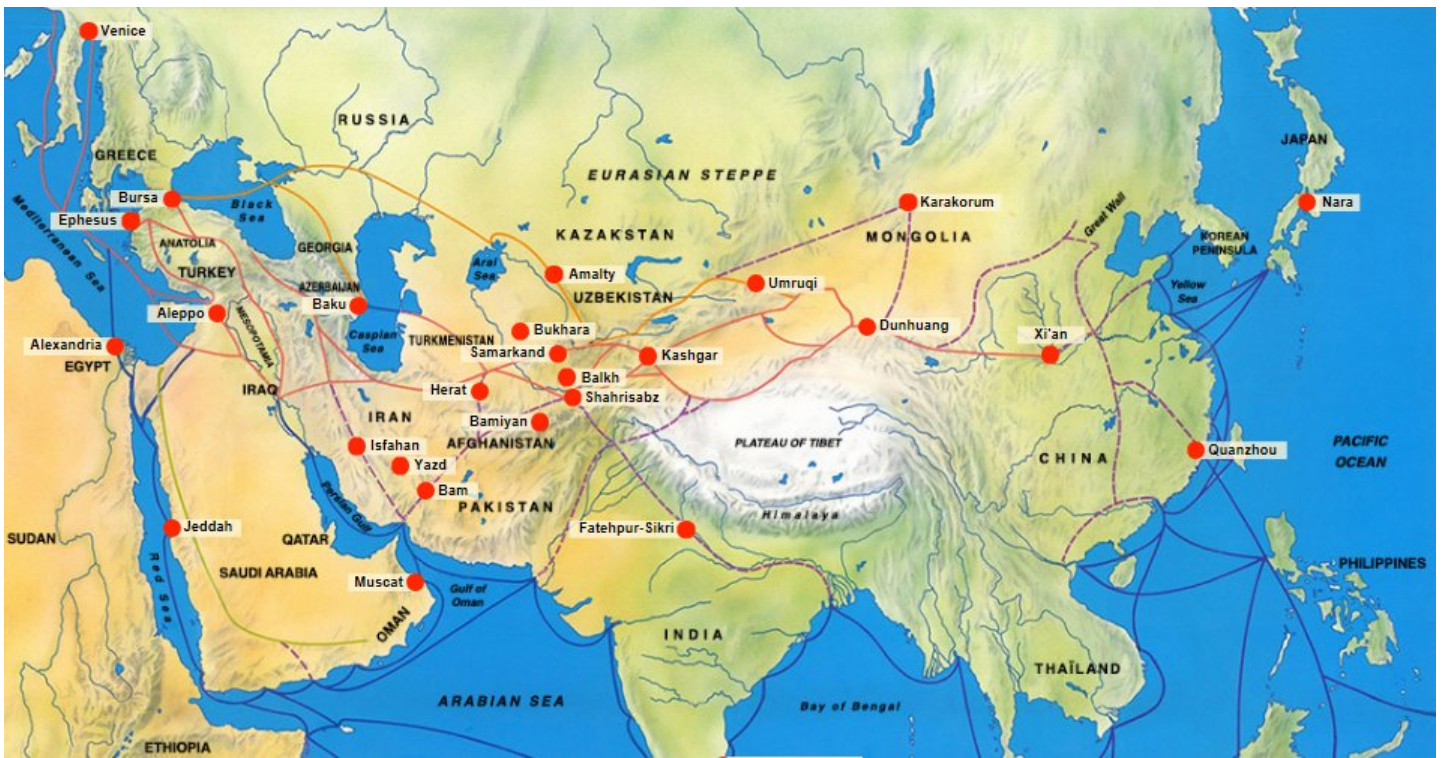 Venice
RUSSIA
JAPAN
GREECE
EURASIAN STEPPE
Bursa
Black
Sea
Karakorum
Nara
Mediterranean Sea
Ephesus
Great Wall
ANATOLIA
GEORGIA
KAZAKSTAN
MONGOLIA
KOREAN
PENINSULA
TURKEY
Aral
Sea
Amalty
Umruqi
AZERBAIJAN
UZBEKISTAN
Yellow
Sea
Baku
Aleppo
MESOPOTAMIA
Caspian
Sea
TURKMENISTAN
Bukhara
Dunhuang
Xi'an
Alexandria
EGYPT
Samarkand
Kashgar
Balkh
IRAQ
Herat
Shahrisabz
IRAN
Bamiyan
AFGHANISTAN
Isfahan
PLATEAU OF TIBET
PACIFIC
OCEAN
Quanzhou
CHINA
Yazd
Bam
Persian Gulf
PAKISTAN
Himalaya
Jeddah
Fatehpur-Sikri
SUDAN
QATAR
PHILIPPINES
SAUDI ARABIA
Red Sea
Muscat
Gulf of
Oman
OMAN
INDIA
THAÏLAND
ARABIAN SEA
Bay of Bengal
ETHIOPIA